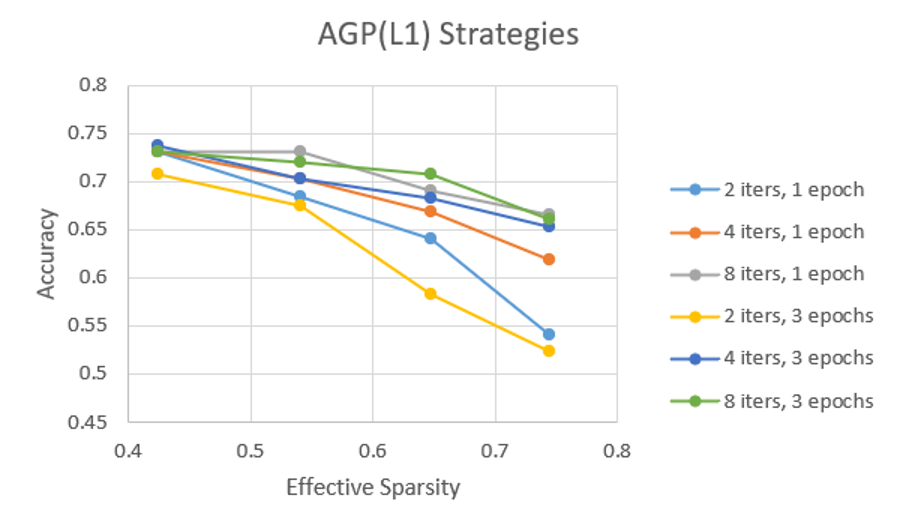 AGP(L1) Strategies
0.8
0.75
0.7
0.65
0.6
0.55
0.5
0.45
0.4 0.5 0.6 0.7 0.8
Accuracy
Effective Sparsity
2 iters, 1 epoch
4 iters, 1 epoch
8 iters, 1 epoch
2 iters, 3 epochs
4 iters, 3 epochs
8 iters, 3 epochs